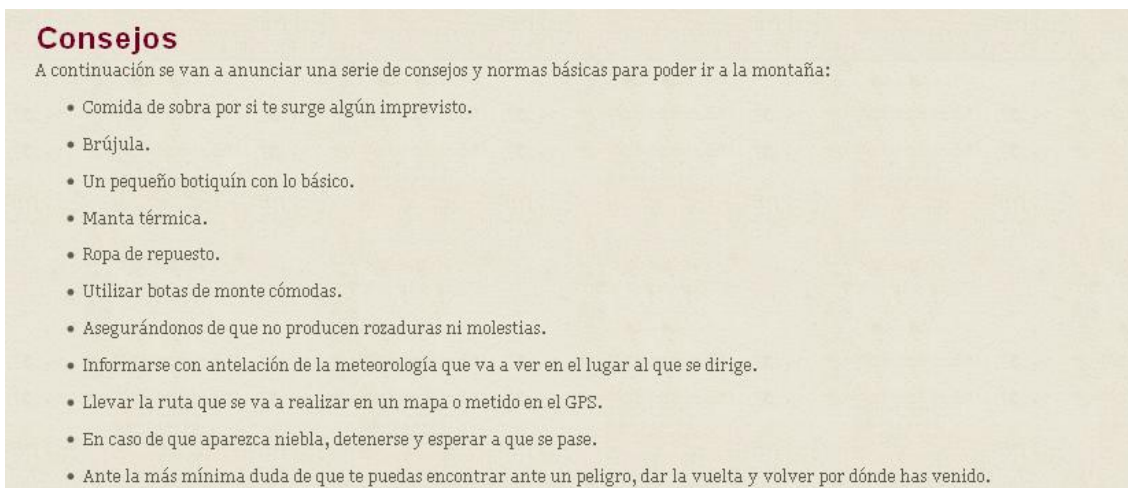 Consejos
A continuación se van a anunciar una serie de consejos y normas básicas para poder ir a la montaña:
• Comida de sobra por si te surge algún imprevisto.
• Brújula.
• Un pequeño botiquín con lo básico.
• Manta térmica.
• Ropa de repuesto.
• Utilizar botas de monte cómodas.
• Asegurándonos de que no producen rozaduras ni molestias.
• Informarse con antelación de la meteorología que va a ver en el lugar al que se dirige.
• Llevar la ruta que se va a realizar en un mapa o metido en el GPS.
• En caso de que aparezca niebla, detenerse y esperar a que se pase.
• Ante la más mínima duda de que te puedas encontrar ante un peligro, dar la vuelta y volver por dónde has venido.